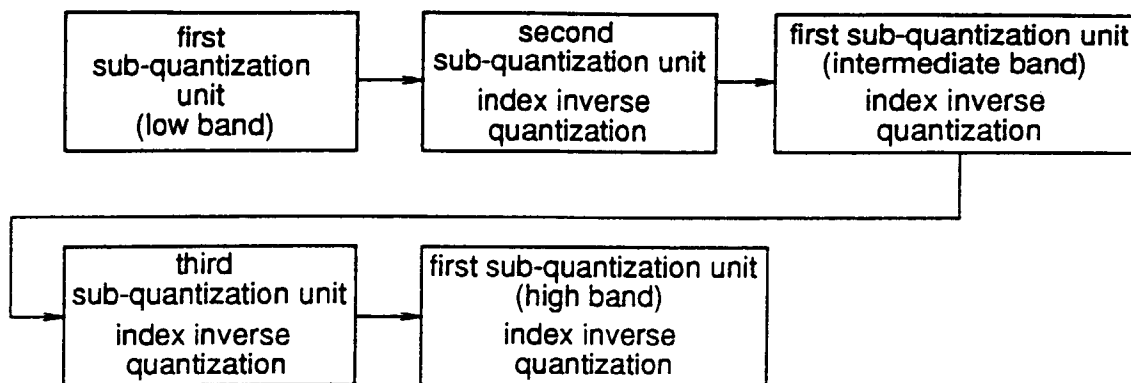 first
sub-quantization
unit
(low band)
second
sub-quantization unit
index inverse
quantization
first sub-quantization unit
(intermediate band)
index inverse
quantization
third
sub-quantization unit
index inverse
quantization
first sub-quantization unit
(high band)
index inverse
quantization